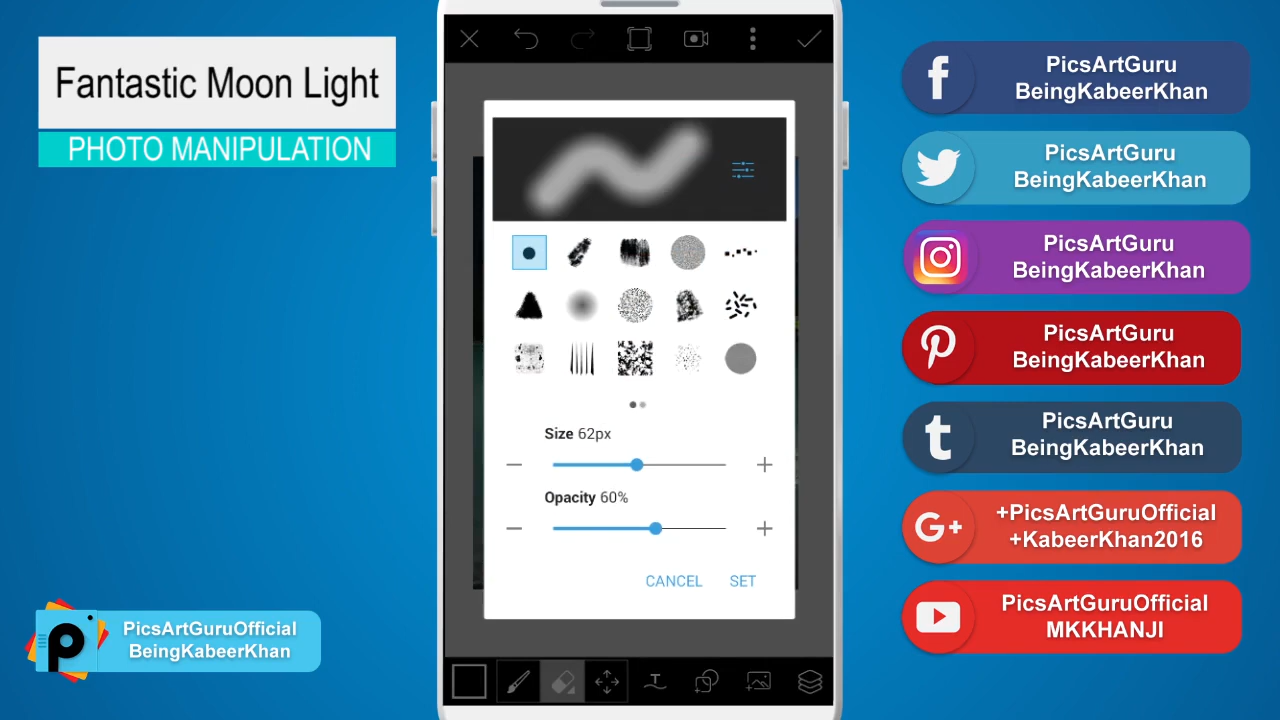 Fantastic Moon Light
PHOTO MANIPULATION
PicsArtGuruOfficial
BeingKabeerKhan
Size 62px
Opacity 60%
CANCEL SET
PicsArtGuru
BeingKabeerKhan
PicsArtGuru
BeingKabeerKhan
PicsArtGuru
BeingKabeerKhan
PicsArtGuru
BeingKabeerKhan
PicsArtGuru
BeingKabeerKhan
+PicsArtGuruOfficial
+KabeerKhan2016
PicsArtGuruOfficial
MKKHANJI